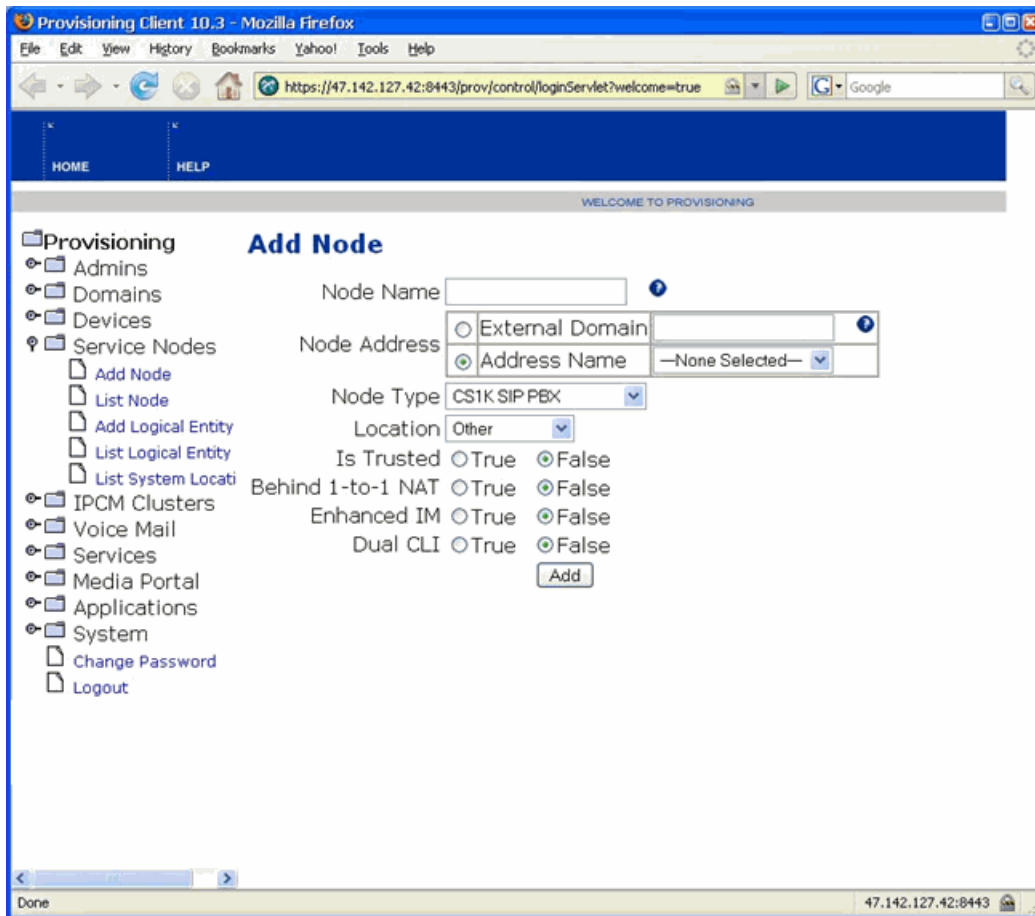 Provisioning Client 10.3 - Mozilla Firefox
File Edit View History Bookmarks Yahoo! Tools Help
https://47.142.127.42:8443/prov/control/loginServlet?welcome=true
G Google
HOME HELP
WELCOME TO PROVISIONING
Provisioning
Admins
Domains
Devices
Service Nodes
Add Node
List Node
Add Logical Entity
List Logical Entity
List System Locati
IPCM Clusters
Voice Mail
Services
Media Portal
Applications
System
Change Password
Logout
Add Node
Node Name
Node Address
External Domain
Address Name —None Selected—
Node Type CS1K SIP PBX
Location Other
Is Trusted True False
Behind 1-to-1 NAT True False
Enhanced IM True False
Dual CLI True False
Add
Done 47.142.127.42:8443